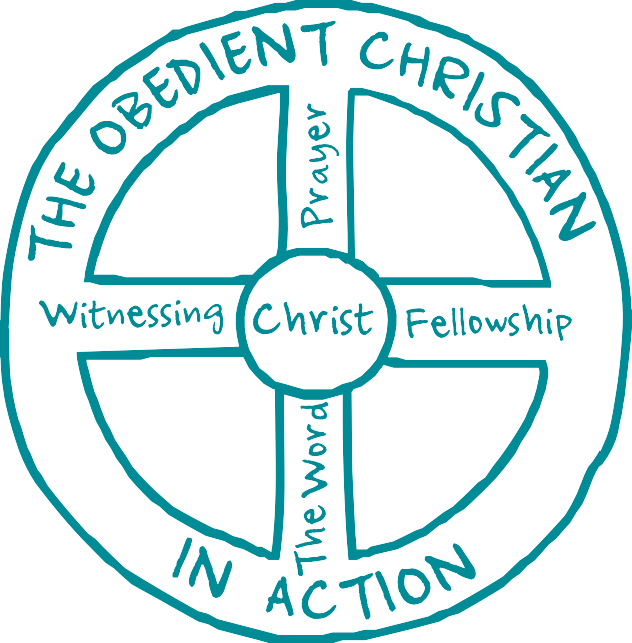 THE OBEDIENT CHRISTIAN
Prayer
Witnessing
Christ
Fellowship
The Word
IN ACTION